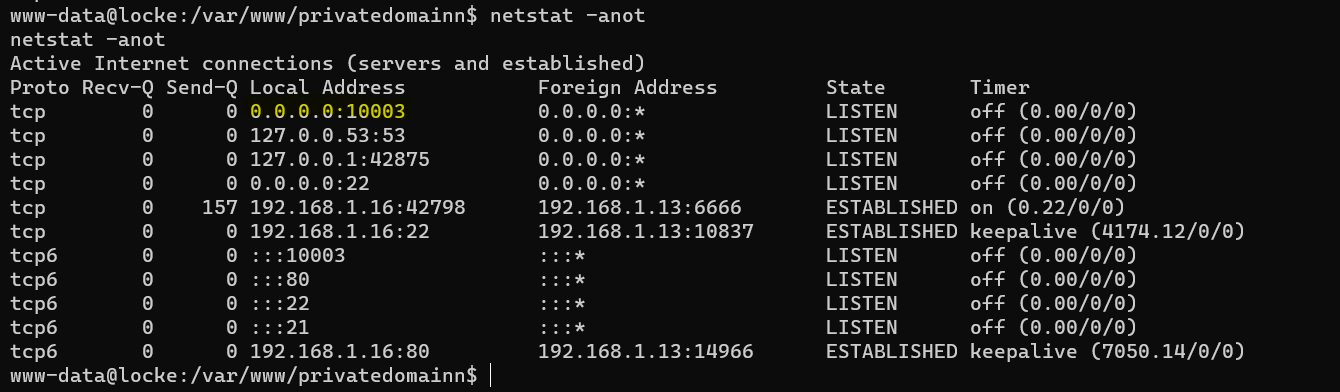 www-data@locke:/var/www/privatedomainn$ netstat -anot
netstat -anot
Active Internet connections (servers and established)
Proto Recv-Q Send-Q Local Address           Foreign Address         State       Timer
tcp        0      0 0.0.0.0:10003           0.0.0.0:*               LISTEN      off (0.00/0/0)
tcp        0      0 127.0.0.53:53           0.0.0.0:*               LISTEN      off (0.00/0/0)
tcp        0      0 127.0.0.1:42875         0.0.0.0:*               LISTEN      off (0.00/0/0)
tcp        0      0 0.0.0.0:22              0.0.0.0:*               LISTEN      off (0.00/0/0)
tcp        0    157 192.168.1.16:42798      192.168.1.13:6666       ESTABLISHED on (0.22/0/0)
tcp        0      0 192.168.1.16:22         192.168.1.13:10837      ESTABLISHED keepalive (4174.12/0/0)
tcp6       0      0 :::10003                :::*                    LISTEN      off (0.00/0/0)
tcp6       0      0 :::80                   :::*                    LISTEN      off (0.00/0/0)
tcp6       0      0 :::22                   :::*                    LISTEN      off (0.00/0/0)
tcp6       0      0 :::21                   :::*                    LISTEN      off (0.00/0/0)
tcp6       0      0 192.168.1.16:80         192.168.1.13:14966      ESTABLISHED keepalive (7050.14/0/0)
www-data@locke:/var/www/privatedomainn$